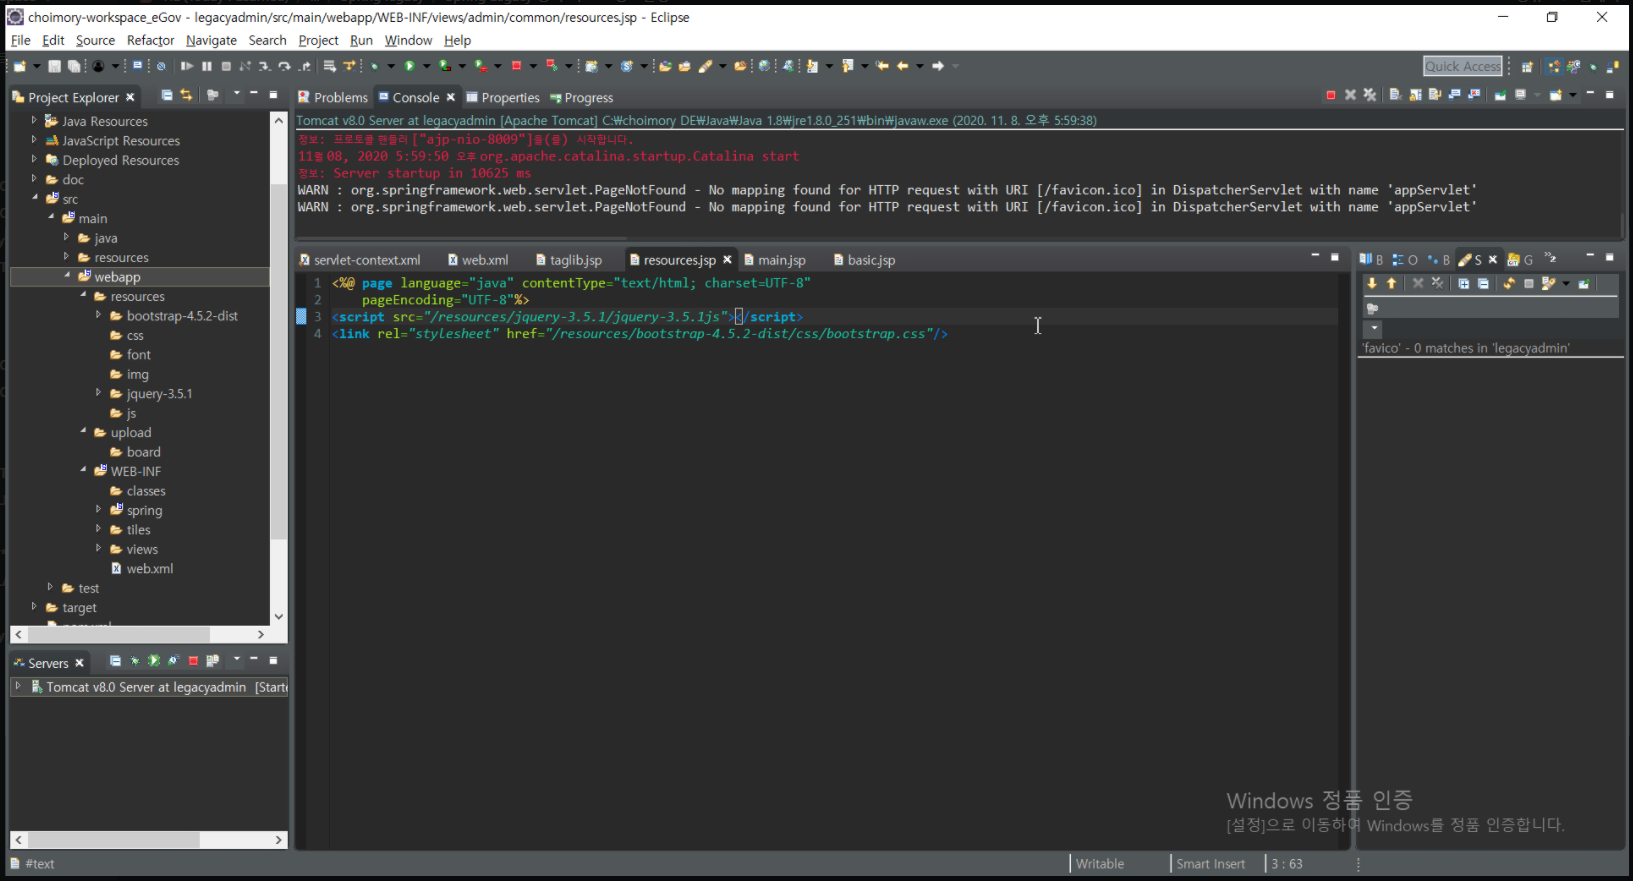 choimory-workspace_eGov - legacyadmin/src/main/webapp/WEB-INF/views/admin/common/resources.jsp - Eclipse
File Edit Source Refactor Navigate Search Project Run Window Help
Quick Access
Project Explorer
Java Resources
JavaScript Resources
Deployed Resources
doc
src
main
java
resources
webapp
resources
bootstrap-4.5.2-dist
css
font
img
jquery-3.5.1
js
upload
board
WEB-INF
classes
spring
tiles
views
web.xml
test
target
Servers
Tomcat v8.0 Server at legacyadmin [Starte
Problems Console Properties Progress
Tomcat v8.0 Server at legacyadmin [Apache Tomcat] C:₩choimory DE₩Java₩Java 1.8₩jre1.8.0_251₩bin₩javaw.exe (2020. 11. 8. 오후 5:59:38)
정보: 프로토콜 핸들러 ["ajp-nio-8009"]을(를) 시작합니다.
11월 08, 2020 5:59:50 오후 org.apache.catalina.startup.Catalina start
정보: Server startup in 10625 ms
WARN : org.springframework.web.servlet.PageNotFound - No mapping found for HTTP request with URI [/favicon.ico] in DispatcherServlet with name 'appServlet'
WARN : org.springframework.web.servlet.PageNotFound - No mapping found for HTTP request with URI [/favicon.ico] in DispatcherServlet with name 'appServlet'
servlet-context.xml web.xml taglib.jsp resources.jsp main.jsp basic.jsp
1 <%@ page language="java" contentType="text/html; charset=UTF-8"
2 pageEncoding="UTF-8"%>
3 <script src="/resources/jquery-3.5.1/jquery-3.5.1js"></script>
4 <link rel="stylesheet" href="/resources/bootstrap-4.5.2-dist/css/bootstrap.css"/>
B O B S G »2
'favico' - 0 matches in 'legacyadmin'
Windows 정품 인증
[설정]으로 이동하여 Windows를 정품 인증합니다.
#text
Writable
Smart Insert
3 : 63